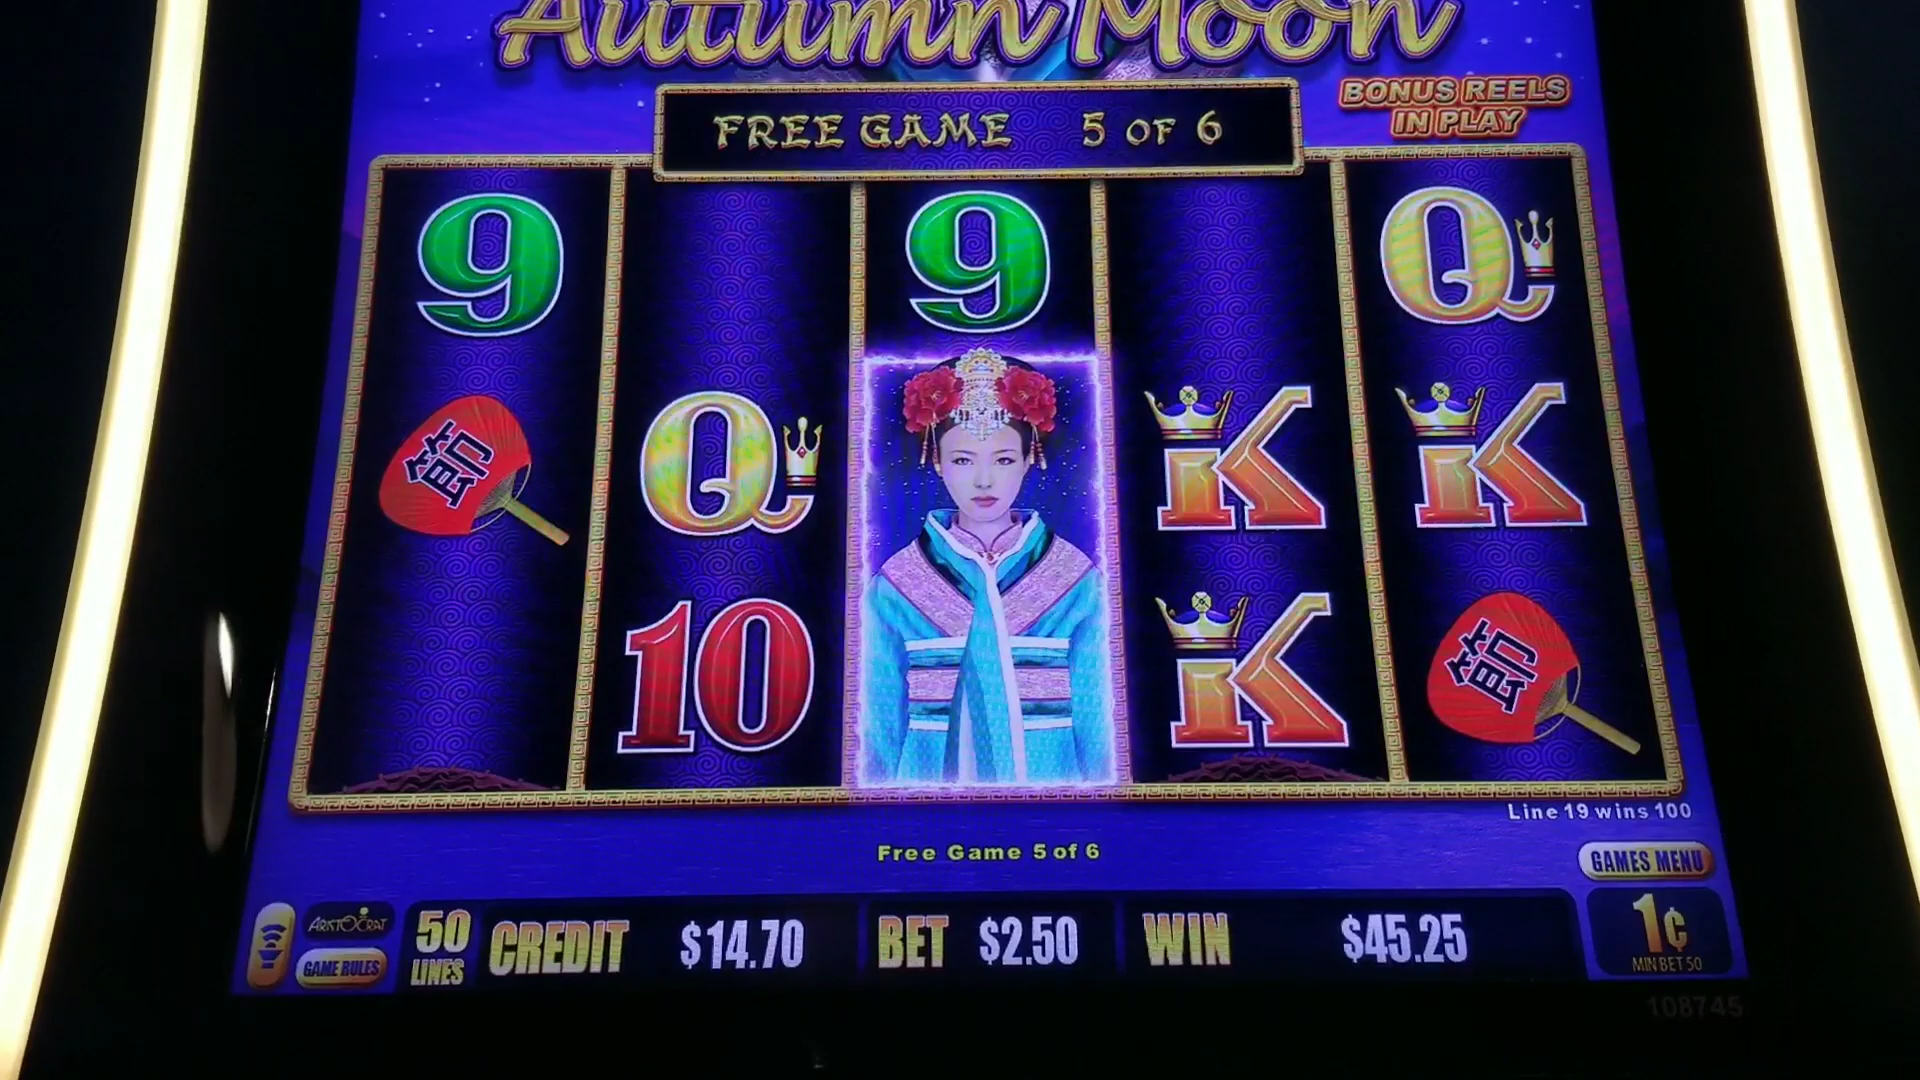 Autumn Moon
BONUS REELS
IN PLAY
FREE GAME 5 OF 6
9 9 Q
節 Q K K
10 K 節
Line 19 wins 100
Free Game 5 of 6
GAMES MENU
ARISTOCRAT
GAME RULES
50
LINES
CREDIT $14.70
BET $2.50
WIN $45.25
1¢
MIN BET 50
108745